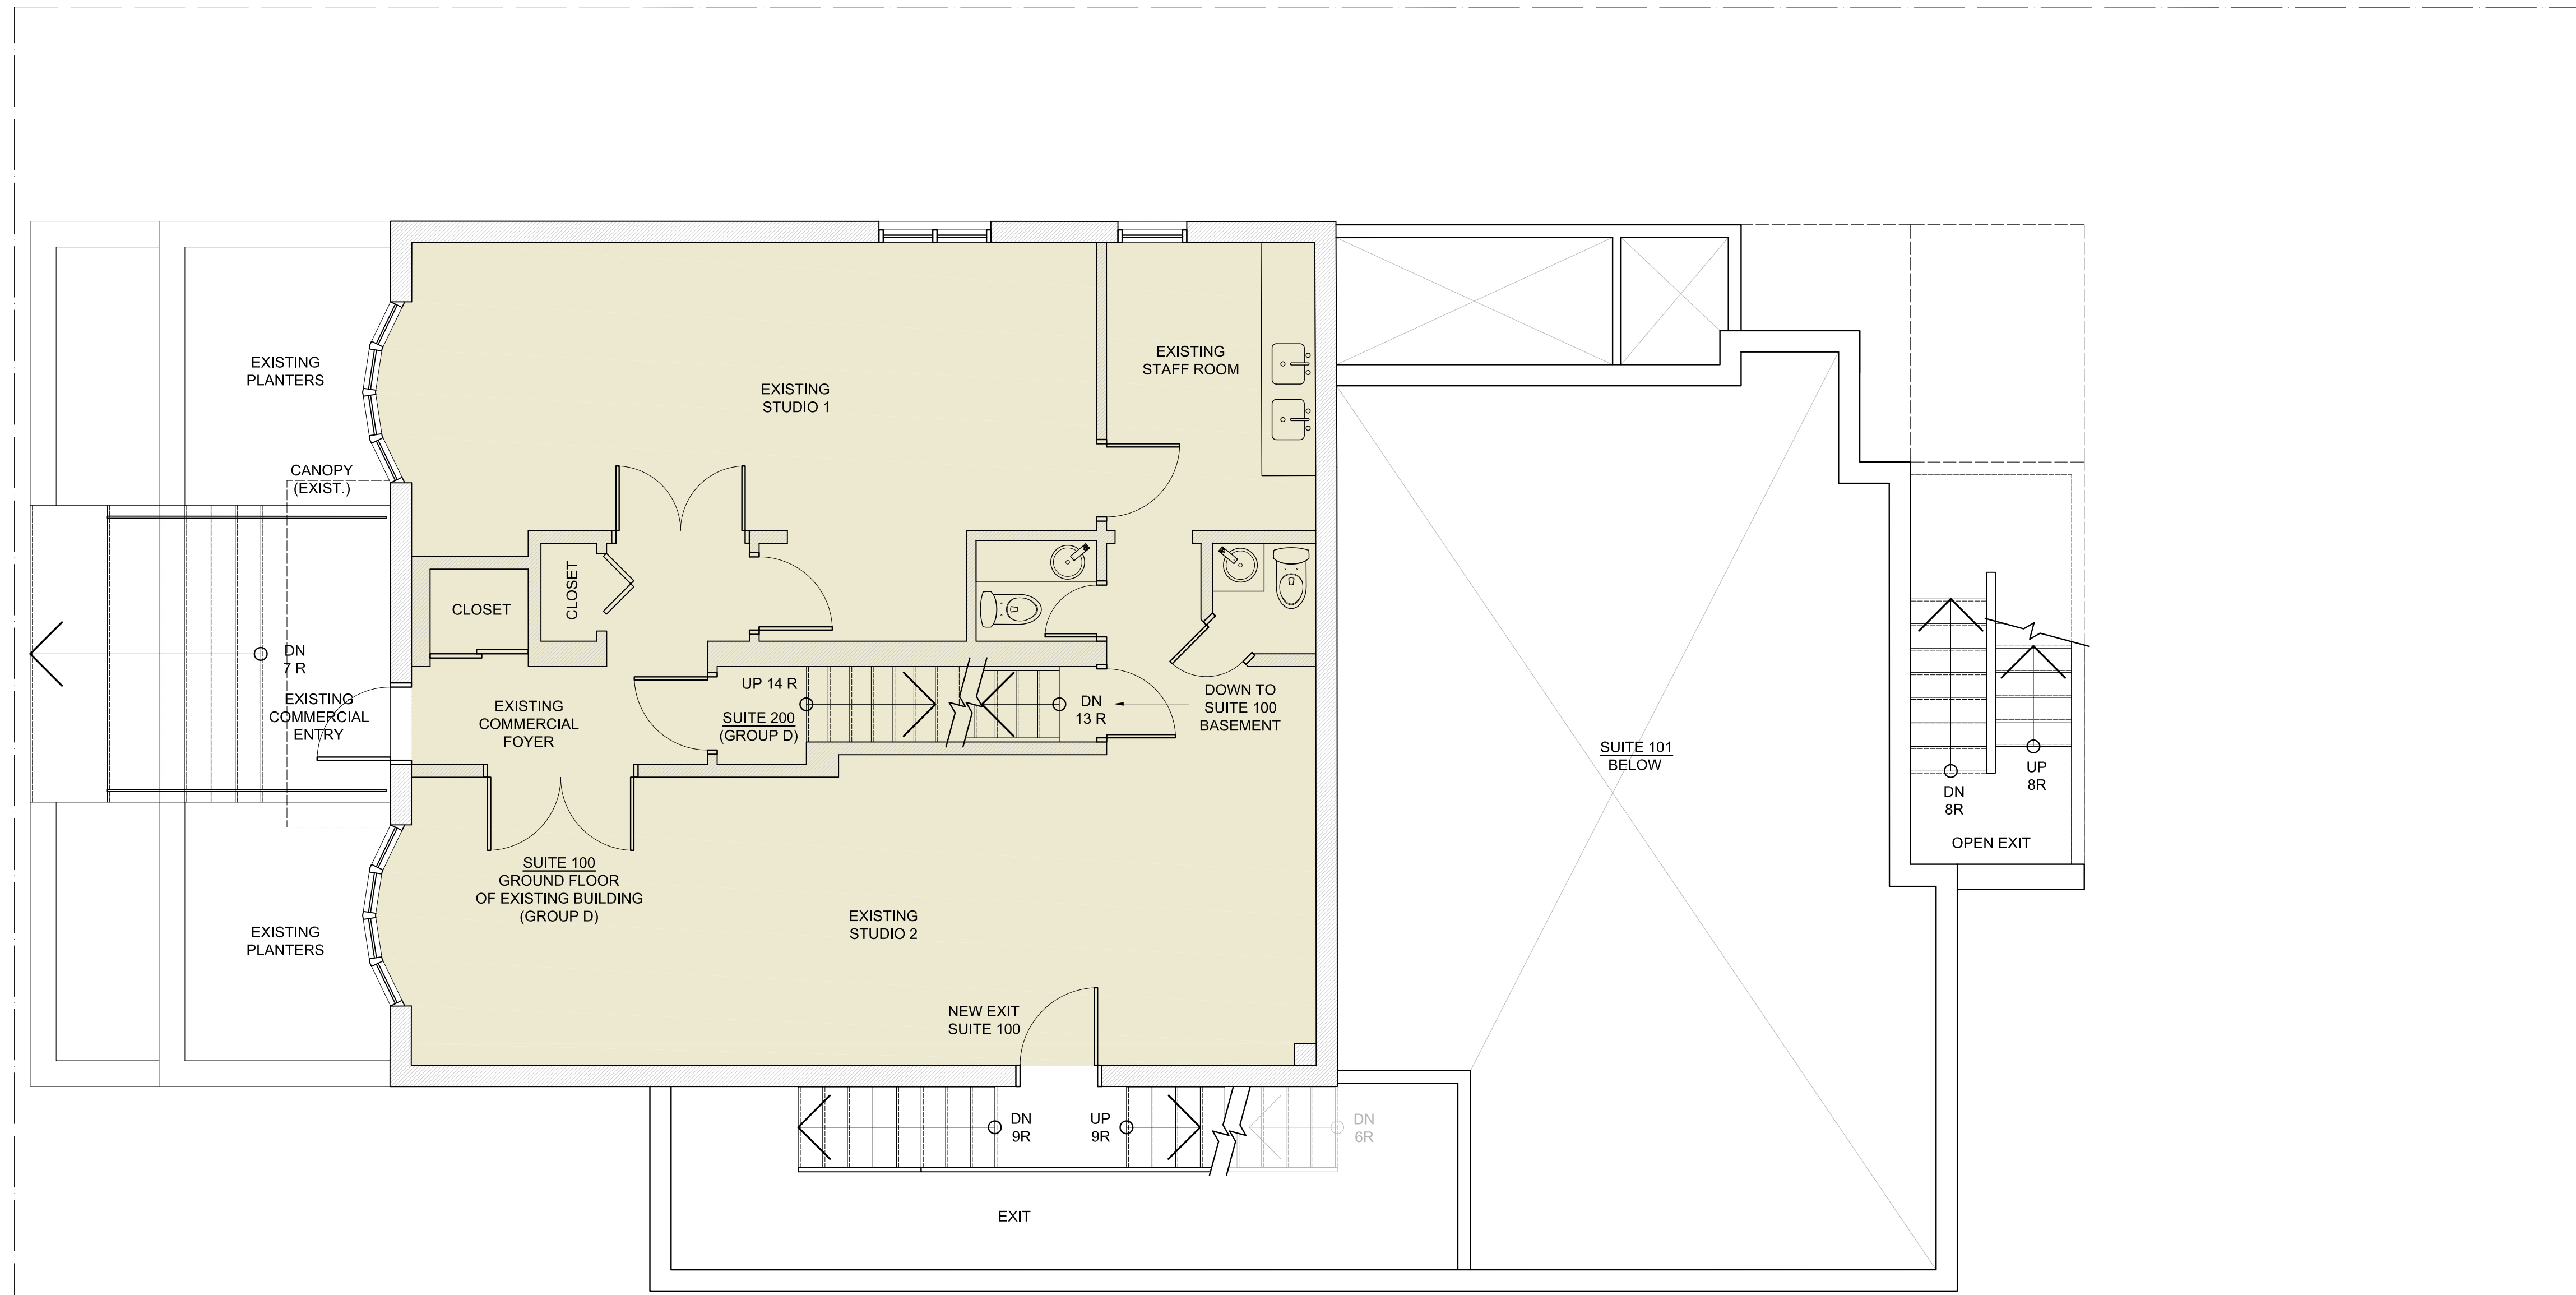 EXISTING
PLANTERS
CANOPY
(EXIST.)
EXISTING
STUDIO 1
EXISTING
STAFF ROOM
CLOSET
CLOSET
DN
7 R
EXISTING
COMMERCIAL
ENTRY
EXISTING
COMMERCIAL
FOYER
UP 14 R
SUITE 200
(GROUP D)
DN
13 R
DOWN TO
SUITE 100
BASEMENT
SUITE 101
BELOW
DN
8R
UP
8R
OPEN EXIT
SUITE 100
GROUND FLOOR
OF EXISTING BUILDING
(GROUP D)
EXISTING
PLANTERS
EXISTING
STUDIO 2
NEW EXIT
SUITE 100
DN
9R
UP
9R
DN
6R
EXIT